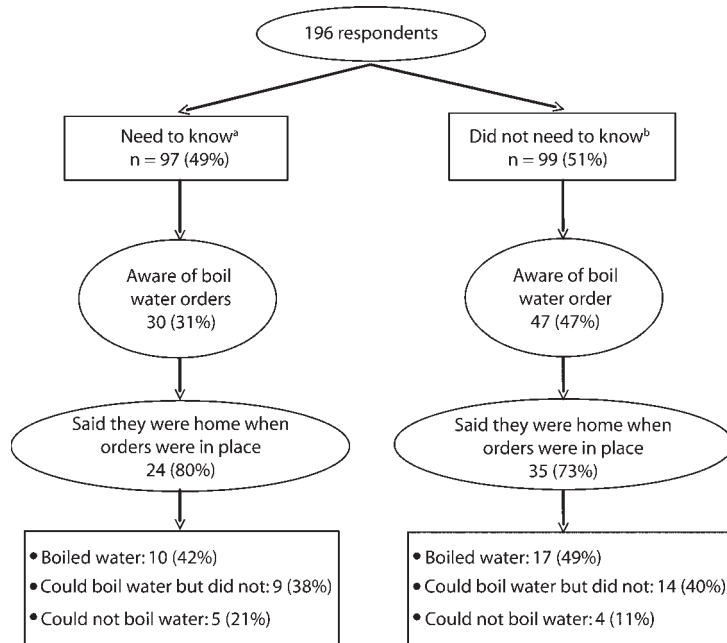 196 respondents
Need to knowᵃ
n = 97 (49%)
Did not need to knowᵇ
n = 99 (51%)
Aware of boil
water orders
30 (31%)
Aware of boil
water order
47 (47%)
Said they were home when
orders were in place
24 (80%)
Said they were home when
orders were in place
35 (73%)
• Boiled water: 10 (42%)
• Could boil water but did not: 9 (38%)
• Could not boil water: 5 (21%)
• Boiled water: 17 (49%)
• Could boil water but did not: 14 (40%)
• Could not boil water: 4 (11%)